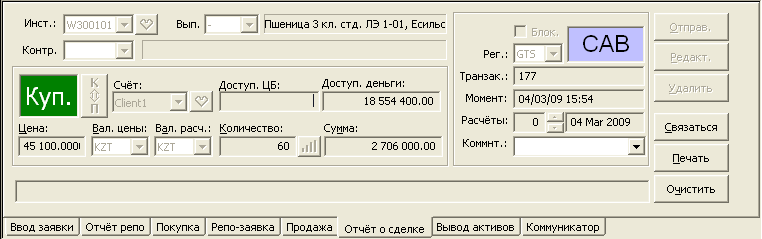 Инст.: W300101 Вып. - Пшеница 3 кл. стд. ЛЭ 1-01, Есильс
Контр.
Блок. CAB
Рег.: GTS
Транзак.: 177
Момент: 04/03/09 15:54
Расчёты: 0 04 Mar 2009
Коммнт.:
Отправ.
Редакт.
Удалить
Связаться
Печать
Очистить
Куп. К О П Счёт: Доступ. ЦБ: Доступ. деньги:
Client1 18 554 400.00
Цена: Вал. цены: Вал. расч.: Количество: Сумма:
45 100.0000 KZT KZT 60 2 706 000.00
Ввод заявки Отчёт репо Покупка Репо-заявка Продажа Отчёт о сделке Вывод активов Коммуникатор